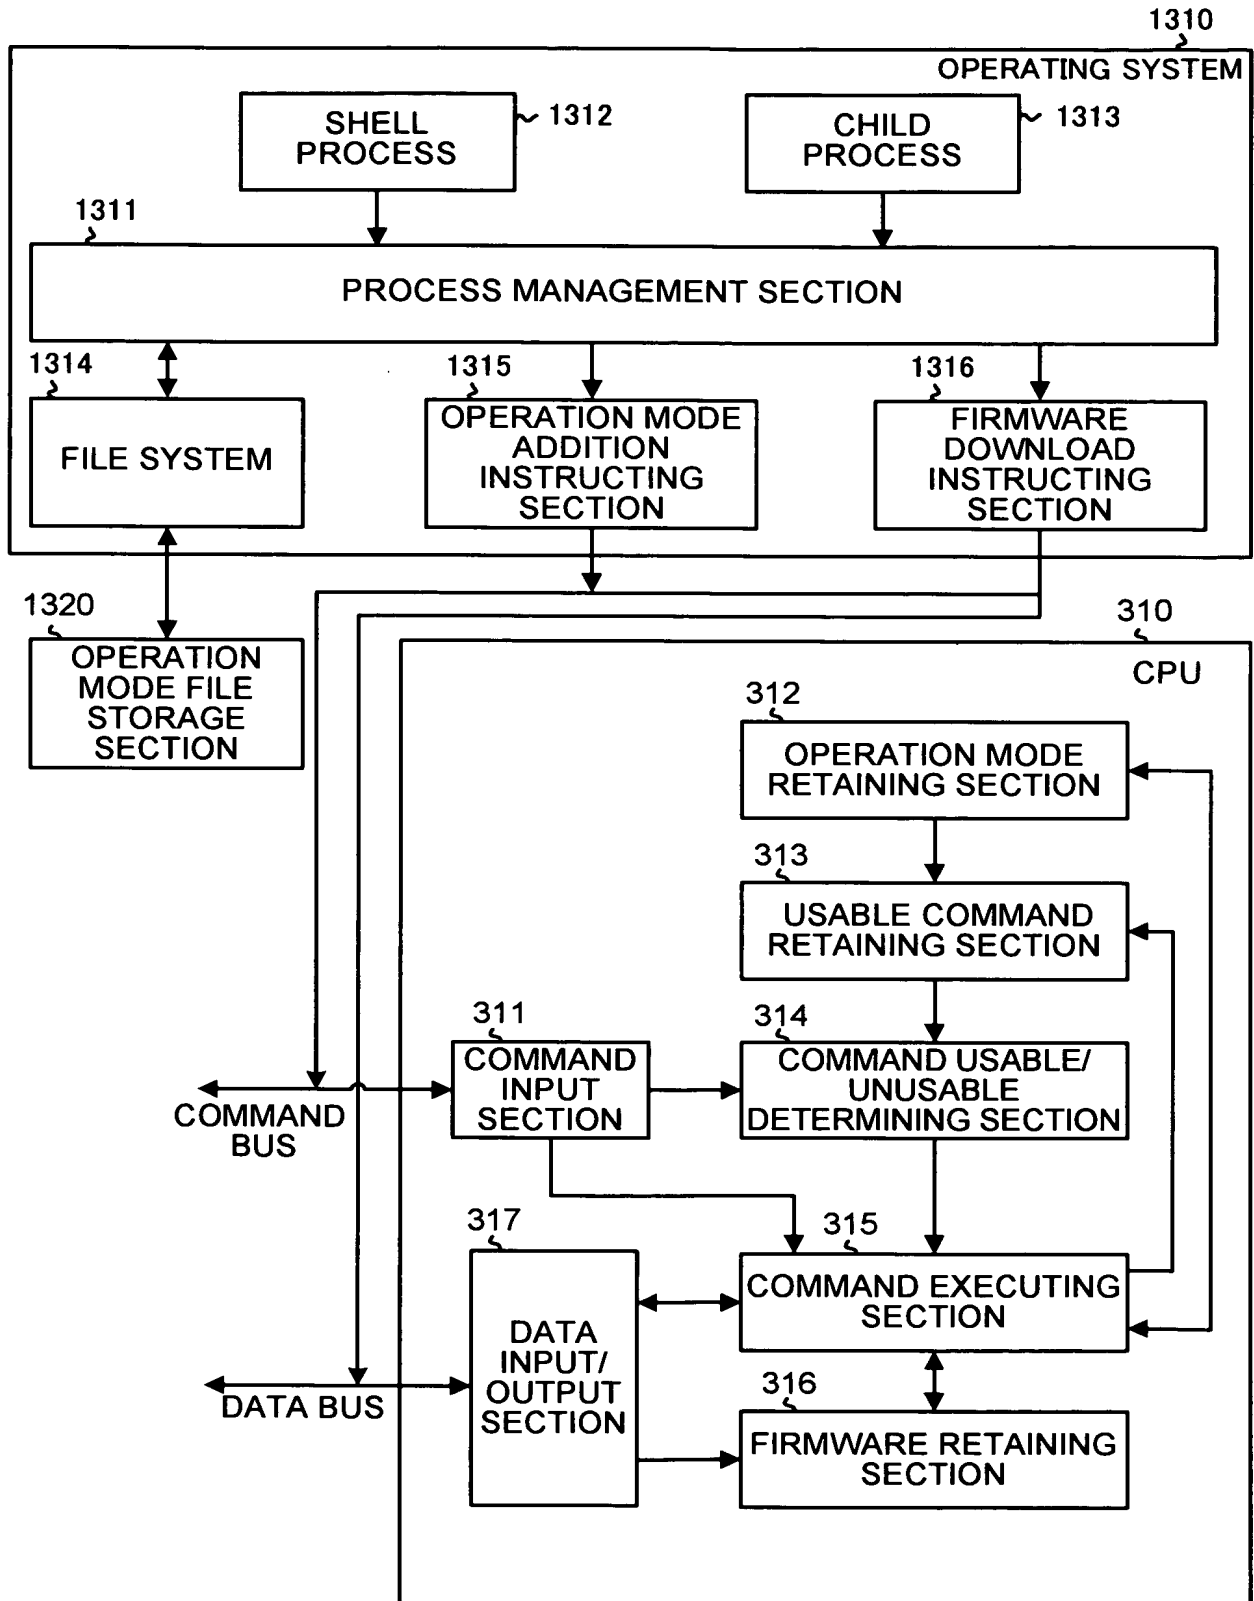 1310
OPERATING SYSTEM
SHELL
PROCESS
1312
CHILD
PROCESS
1313
1311
PROCESS MANAGEMENT SECTION
1314
FILE SYSTEM
1315
OPERATION MODE
ADDITION
INSTRUCTING
SECTION
1316
FIRMWARE
DOWNLOAD
INSTRUCTING
SECTION
1320
OPERATION
MODE FILE
STORAGE
SECTION
310
CPU
312
OPERATION MODE
RETAINING SECTION
313
USABLE COMMAND
RETAINING SECTION
311
COMMAND
INPUT
SECTION
314
COMMAND USABLE/
UNUSABLE
DETERMINING SECTION
COMMAND
BUS
317
DATA
INPUT/
OUTPUT
SECTION
315
COMMAND EXECUTING
SECTION
DATA BUS
316
FIRMWARE RETAINING
SECTION